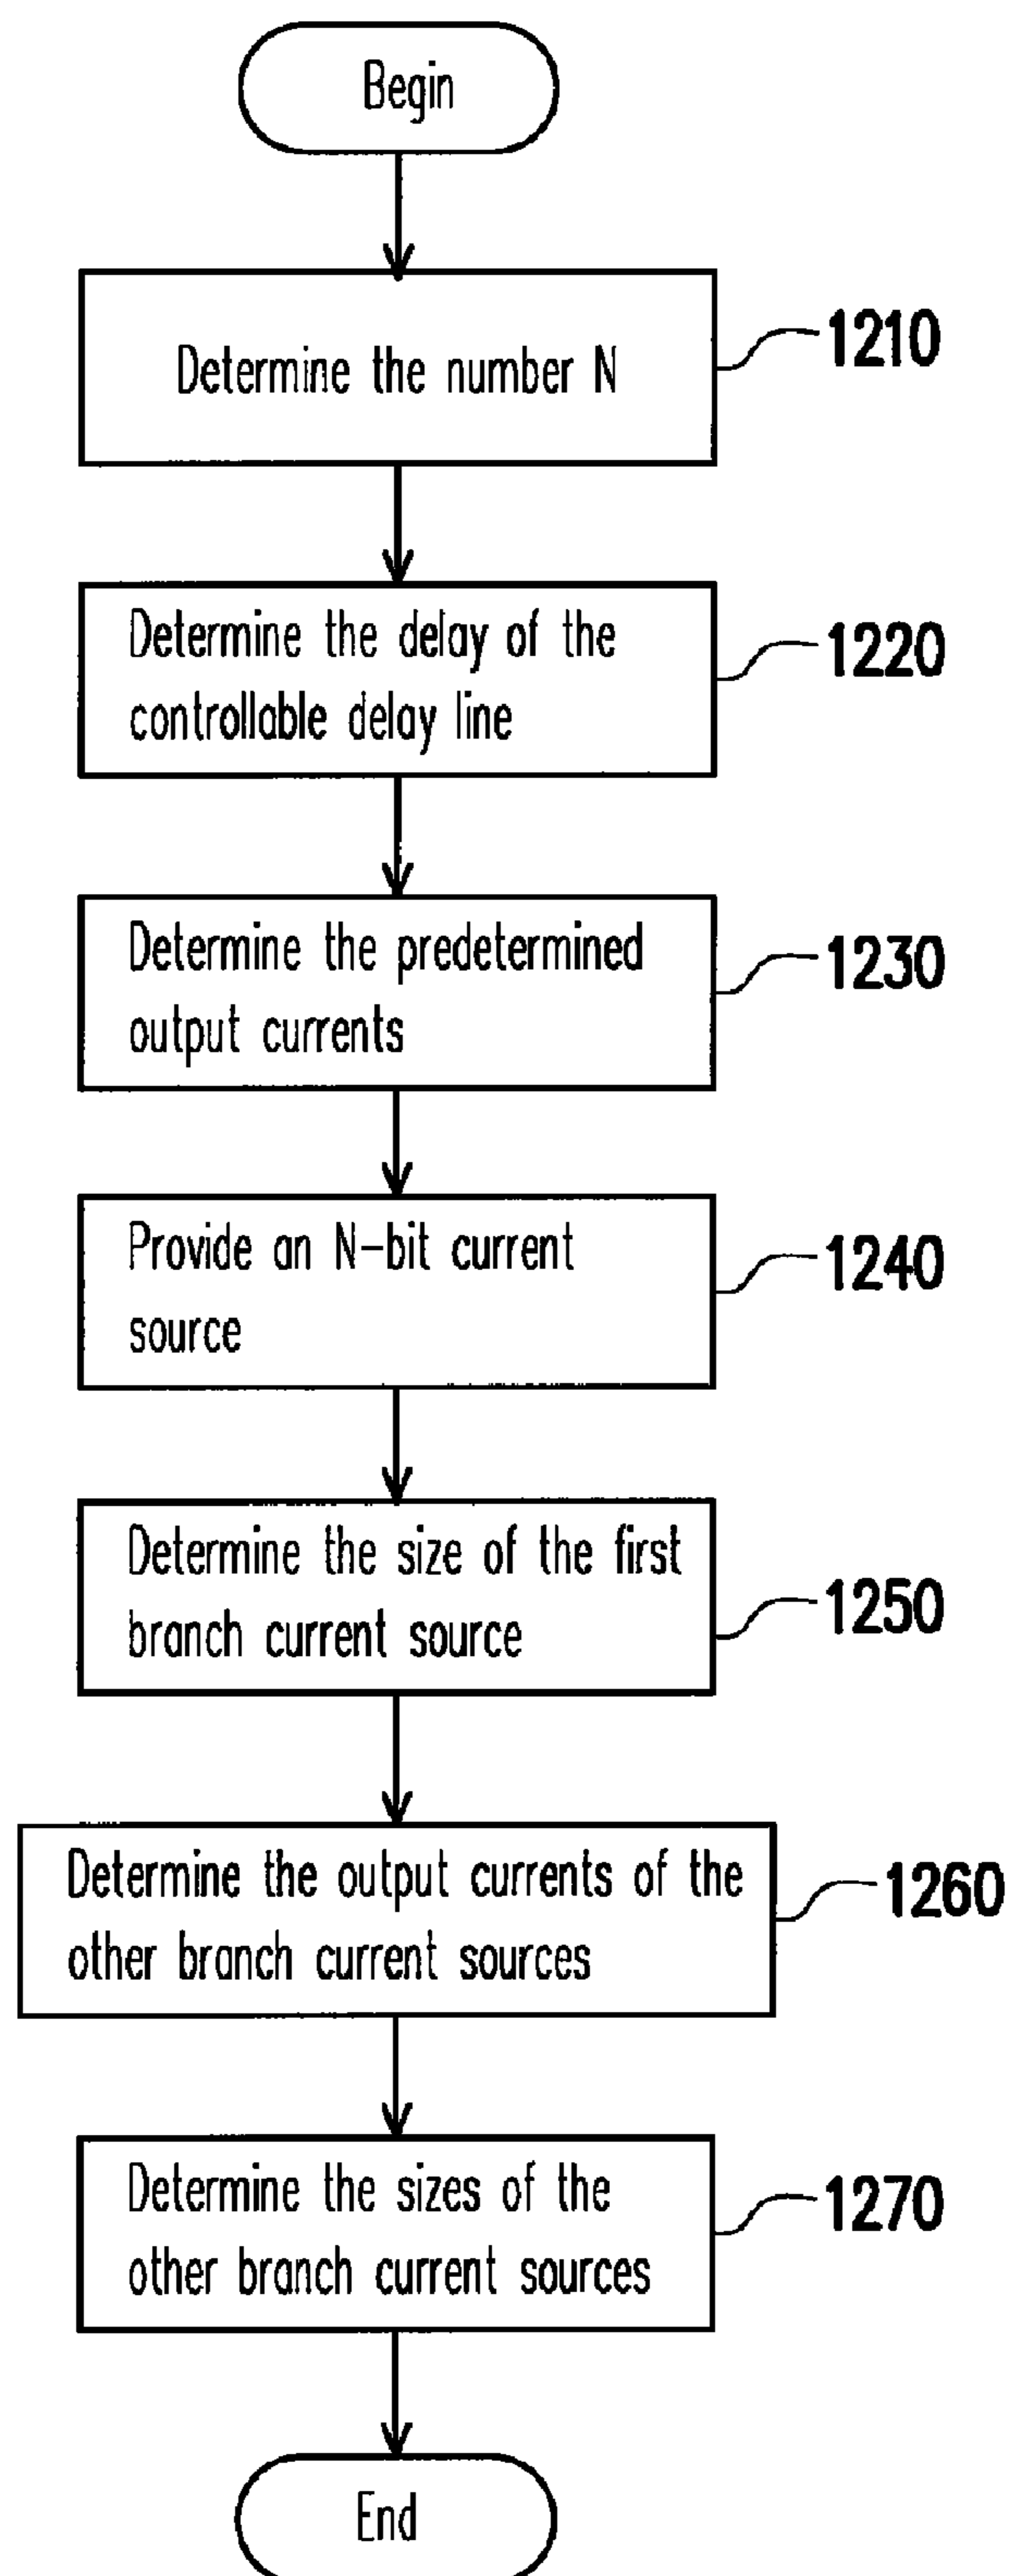 Begin
Determine the number N
1210
Determine the delay of the
controllable delay line
1220
Determine the predetermined
output currents
1230
Provide an N-bit current
source
1240
Determine the size of the first
branch current source
1250
Determine the output currents of the
other branch current sources
1260
Determine the sizes of the
other branch current sources
1270
End